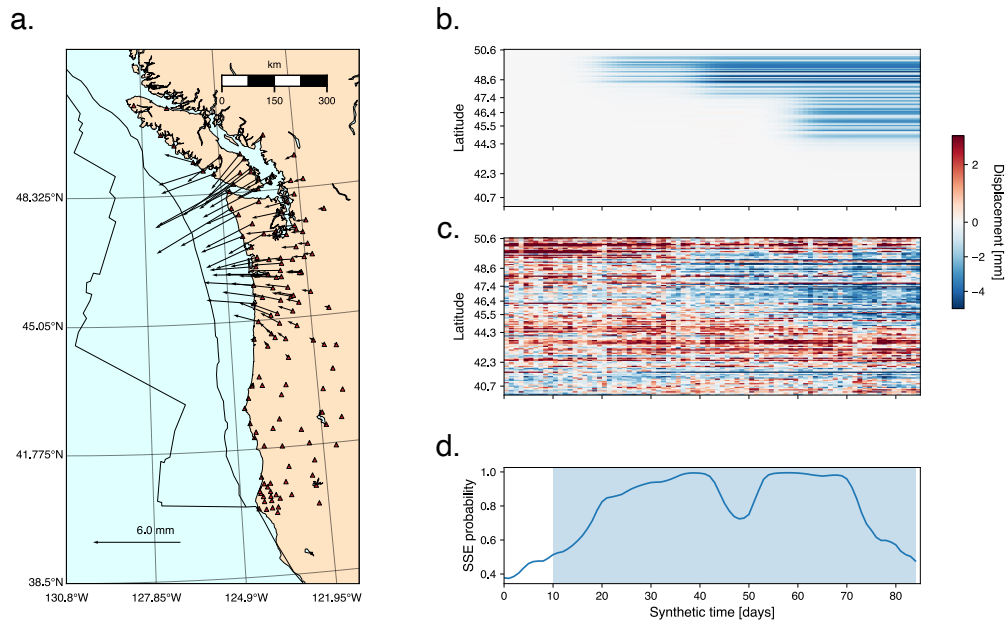 a.
km
0 150 300
48.325°N
45.05°N
41.775°N
38.5°N
6.0 mm
130.8°W 127.85°W 124.9°W 121.95°W
b.
Latitude
50.6
48.6
47.4
46.4
45.5
44.3
42.3
40.7
c.
Latitude
50.6
48.6
47.4
46.4
44.3
42.3
40.7
Displacement [mm]
2
0
−2
−4
d.
SSE probability
1.0
0.8
0.6
0.4
0 10 20 30 40 50 60 70 80
Synthetic time [days]